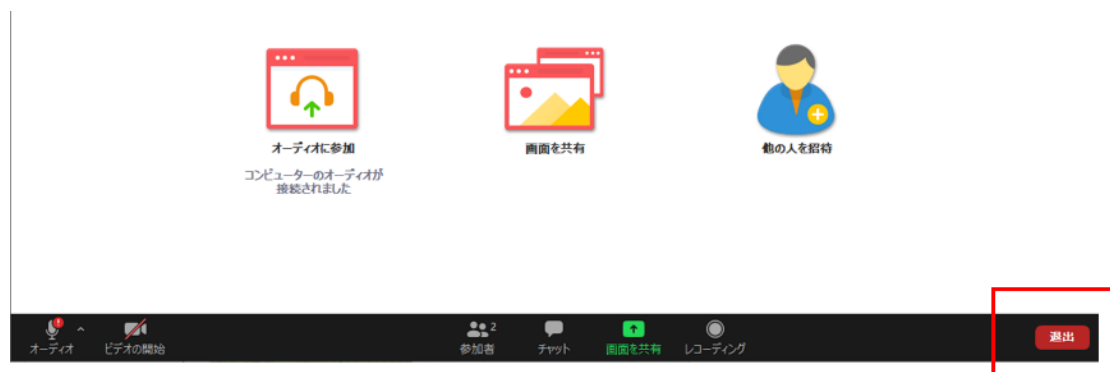 オーディオに参加
画面を共有
他の人を招待
コンピューターのオーディオが
接続されました
オーディオ
ビデオの開始
2
参加者
チャット
画面を共有
レコーディング
退出